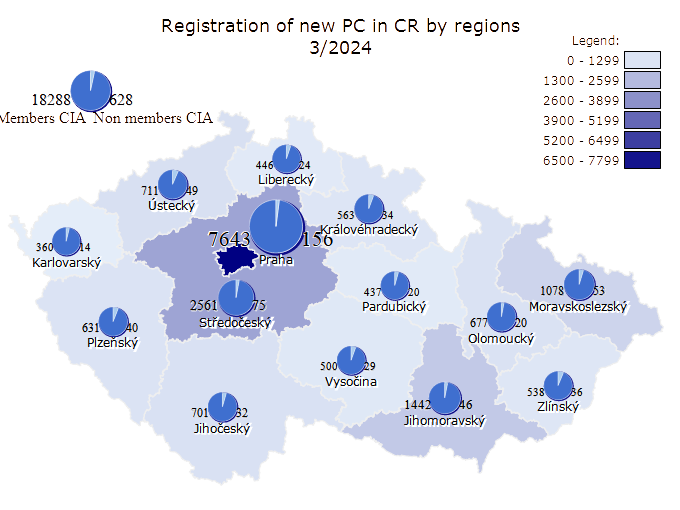 Registration of new PC in CR by regions
3/2024
Legend:
0 - 1299
1300 - 2599
2600 - 3899
3900 - 5199
5200 - 6499
6500 - 7799
18288 628
Members CIA Non members CIA
446 24
Liberecký
711 49
Ústecký
563 34
Královéhradecký
360 14
Karlovarský
7643 156
Praha
2561 75
Středočeský
437 20
Pardubický
1078 53
Moravskoslezský
631 40
Plzeňský
677 20
Olomoucký
500 29
Vysočina
538 36
Zlínský
701 32
Jihočeský
1442 46
Jihomoravský